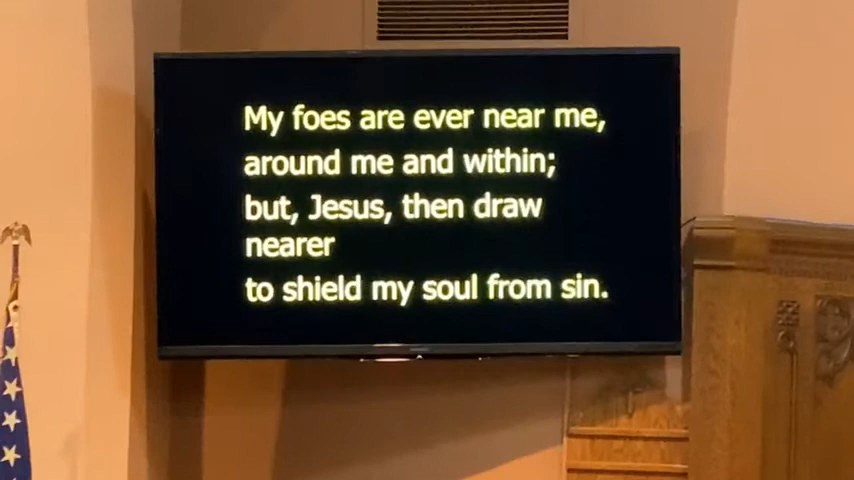 My foes are ever near me,
around me and within;
but, Jesus, then draw
nearer
to shield my soul from sin.